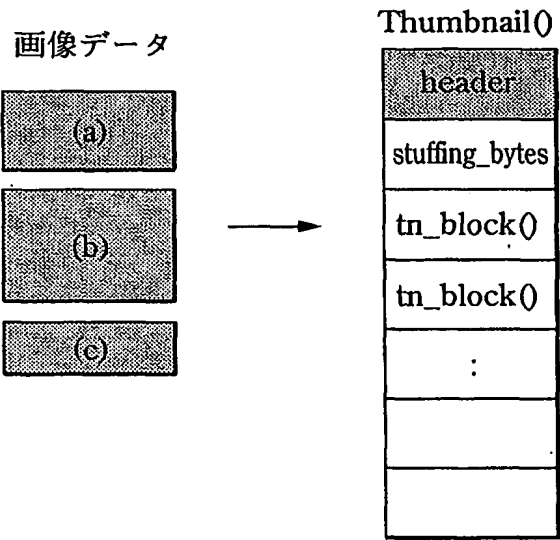 画像データ
(a)
(b)
(c)
Thumbnail()
header
stuffing_bytes
tn_block()
tn_block()
: